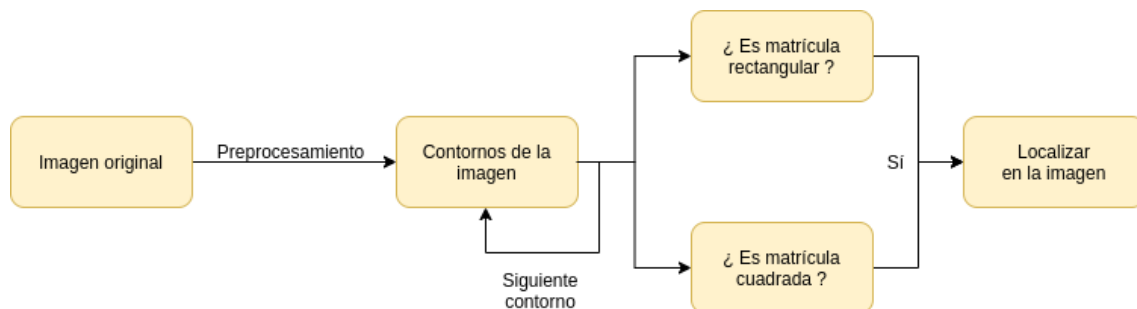 Imagen original
Preprocesamiento
Contornos de la
imagen
Siguiente
contorno
¿ Es matrícula
rectangular ?
¿ Es matrícula
cuadrada ?
Sí
Localizar
en la imagen